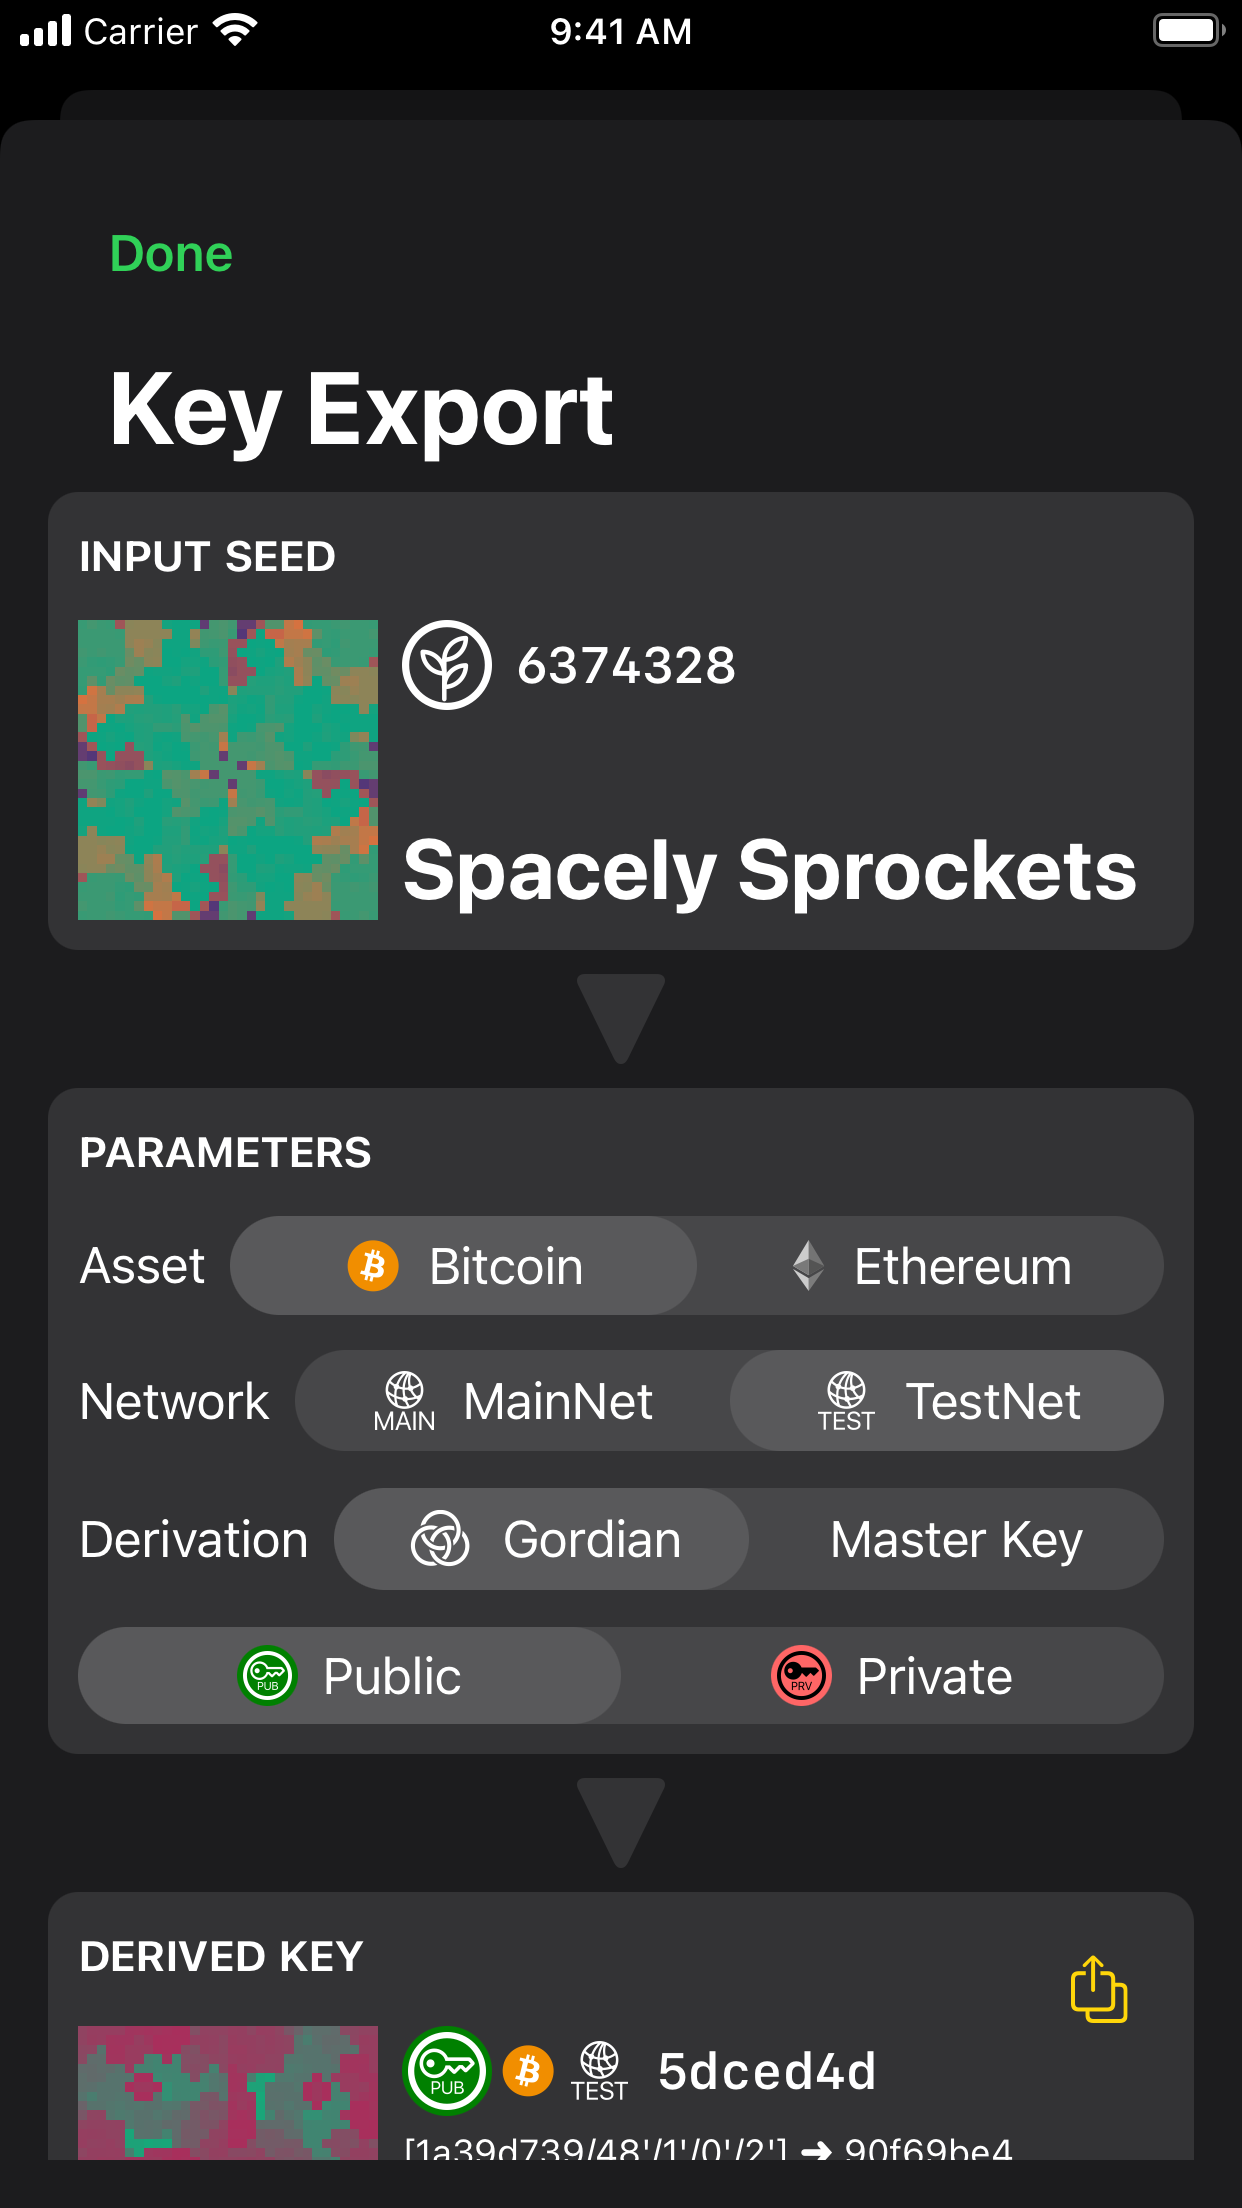 Carrier 9:41 AM
Done
Key Export
INPUT SEED
6374328
Spacely Sprockets
PARAMETERS
Asset Bitcoin Ethereum
Network MAIN MainNet TEST TestNet
Derivation Gordian Master Key
PUB Public PRV Private
DERIVED KEY
PUB TEST 5dced4d
[1a39d739/48'/1'/0'/2'] ➜ 90f69be4